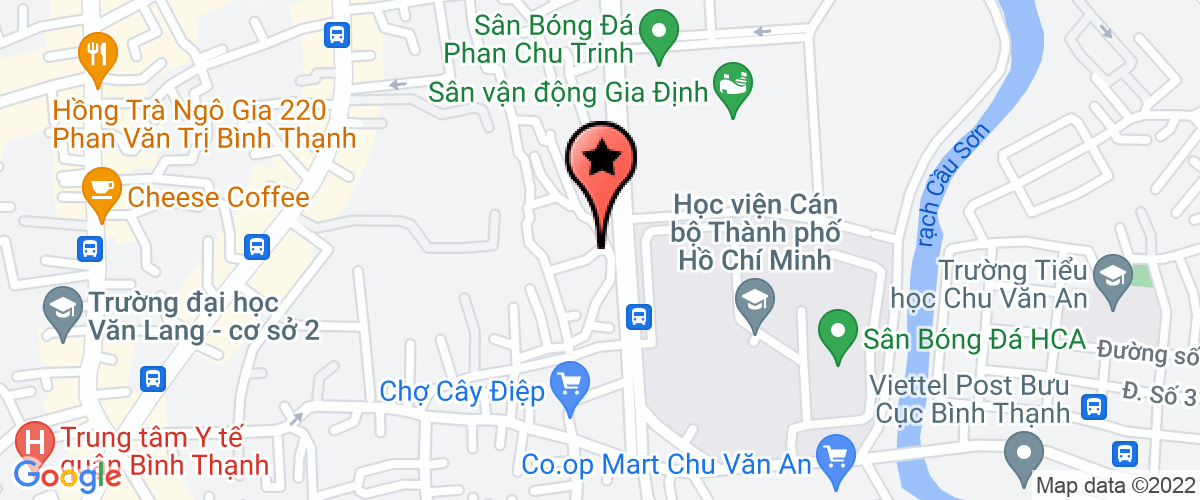 Sân Bóng Đá
Phan Chu Trinh
Sân vận động Gia Định
Hồng Trà Ngô Gia 220
Phan Văn Trị Bình Thạnh
Cheese Coffee
rạch Cầu Sơn
Học viện Cán
bộ Thành phố
Hồ Chí Minh
Trường Tiểu
học Chu Văn An
Trường đại học
Văn Lang - cơ sở 2
Sân Bóng Đá HCA
Đường số
Chợ Cây Điệp
Viettel Post Bưu
Cục Bình Thạnh
Đ. Số 3
H
Trung tâm Y tế
quận Bình Thạnh
Co.op Mart Chu Văn An
Google
Map data ©2022